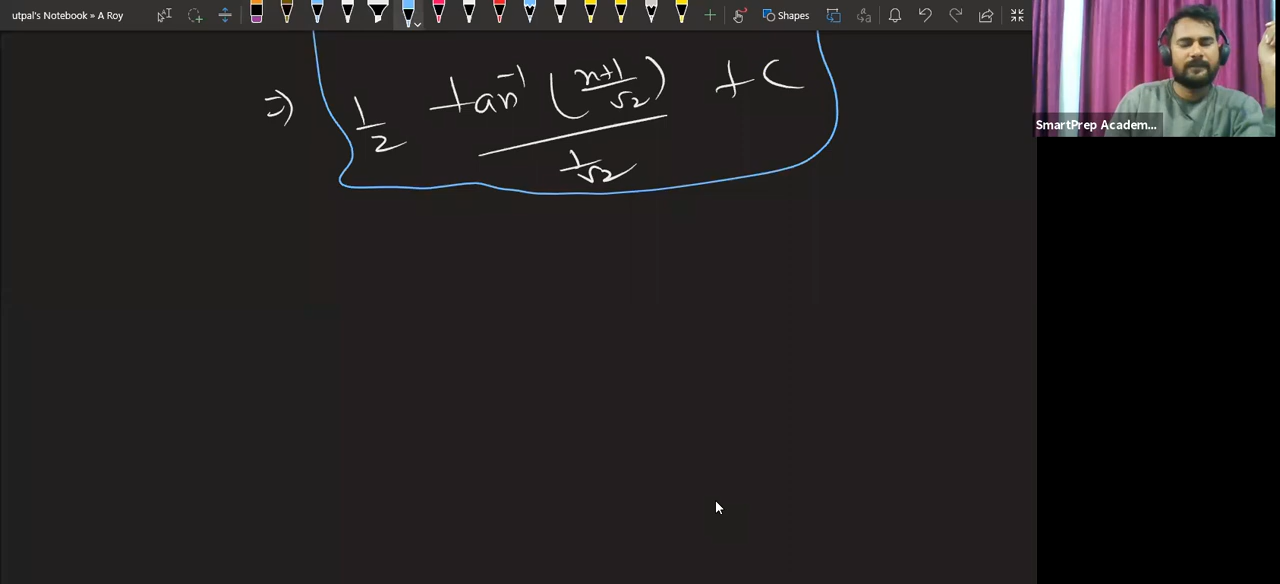 utpal's Notebook » A Roy
Shapes
SmartPrep Academ...
=) 1/2 tan⁻¹ (x+1/√2) / 1/√2 + C